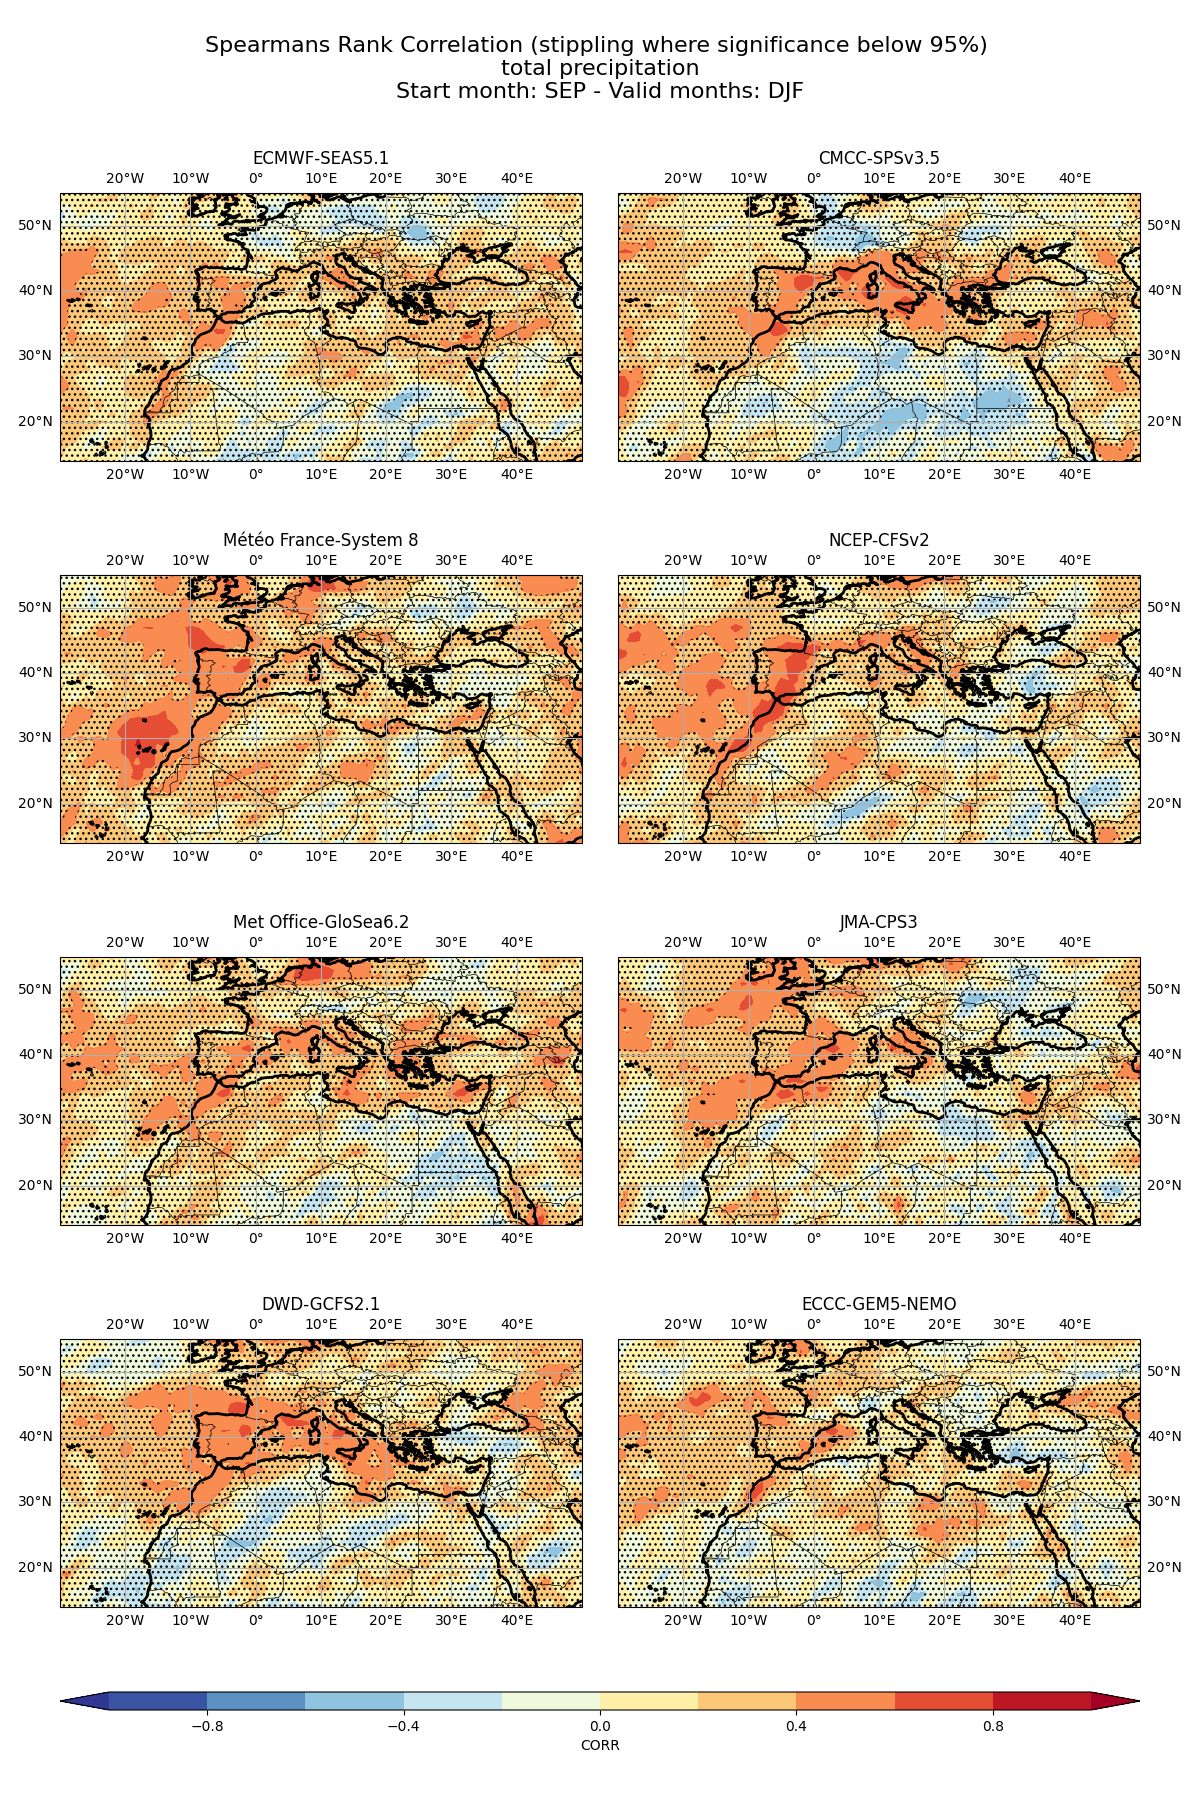 Spearmans Rank Correlation (stippling where significance below 95%)
total precipitation
Start month: SEP - Valid months: DJF
ECMWF-SEAS5.1
20°W 10°W 0° 10°E 20°E 30°E 40°E
50°N
40°N
30°N
20°N
20°W 10°W 0° 10°E 20°E 30°E 40°E
CMCC-SPSv3.5
20°W 10°W 0° 10°E 20°E 30°E 40°E
50°N
40°N
30°N
20°N
20°W 10°W 0° 10°E 20°E 30°E 40°E
Météo France-System 8
20°W 10°W 0° 10°E 20°E 30°E 40°E
50°N
40°N
30°N
20°N
20°W 10°W 0° 10°E 20°E 30°E 40°E
NCEP-CFSv2
20°W 10°W 0° 10°E 20°E 30°E 40°E
50°N
40°N
30°N
20°N
20°W 10°W 0° 10°E 20°E 30°E 40°E
Met Office-GloSea6.2
20°W 10°W 0° 10°E 20°E 30°E 40°E
50°N
40°N
30°N
20°N
20°W 10°W 0° 10°E 20°E 30°E 40°E
JMA-CPS3
20°W 10°W 0° 10°E 20°E 30°E 40°E
50°N
40°N
30°N
20°N
20°W 10°W 0° 10°E 20°E 30°E 40°E
DWD-GCFS2.1
20°W 10°W 0° 10°E 20°E 30°E 40°E
50°N
40°N
30°N
20°N
20°W 10°W 0° 10°E 20°E 30°E 40°E
ECCC-GEM5-NEMO
20°W 10°W 0° 10°E 20°E 30°E 40°E
50°N
40°N
30°N
20°N
20°W 10°W 0° 10°E 20°E 30°E 40°E
−0.8 −0.4 0.0 0.4 0.8
CORR